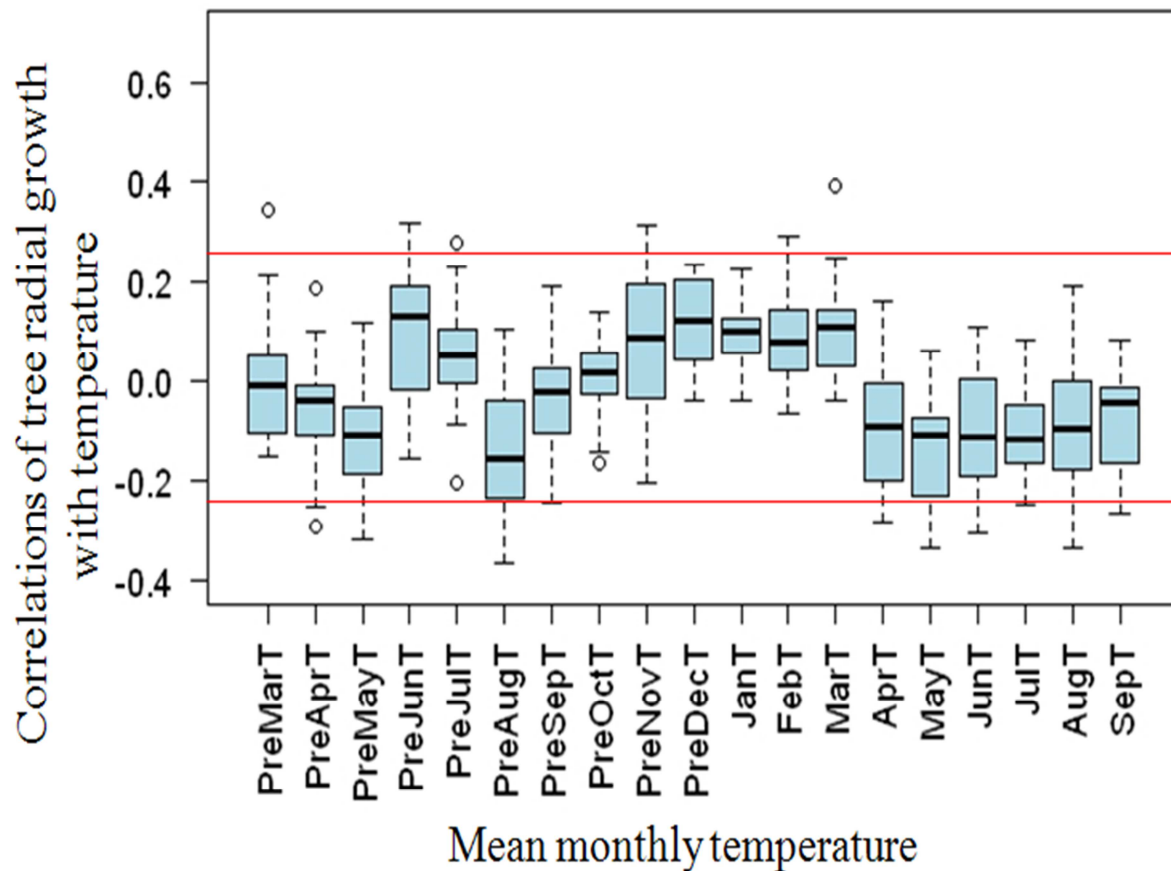 Correlations of tree radial growth
with temperature
0.6
0.4
0.2
0.0
-0.2
-0.4
PreMarT
PreAprT
PreMayT
PreJunT
PreJulT
PreAugT
PreSepT
PreOctT
PreNovT
PreDecT
JanT
FebT
MarT
AprT
MayT
JunT
JulT
AugT
SepT
Mean monthly temperature